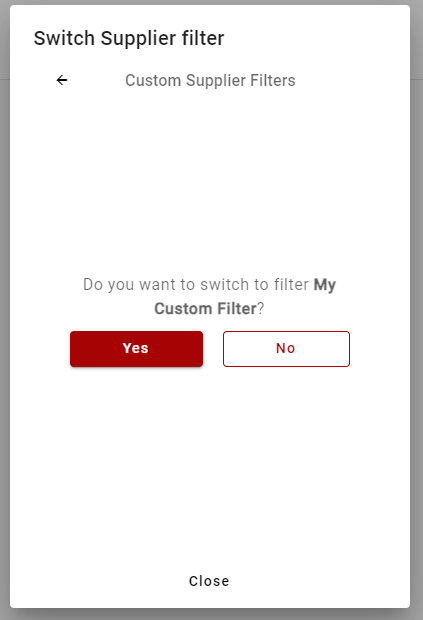 Switch Supplier filter
Custom Supplier Filters
Do you want to switch to filter My
Custom Filter?
Yes
No
Close